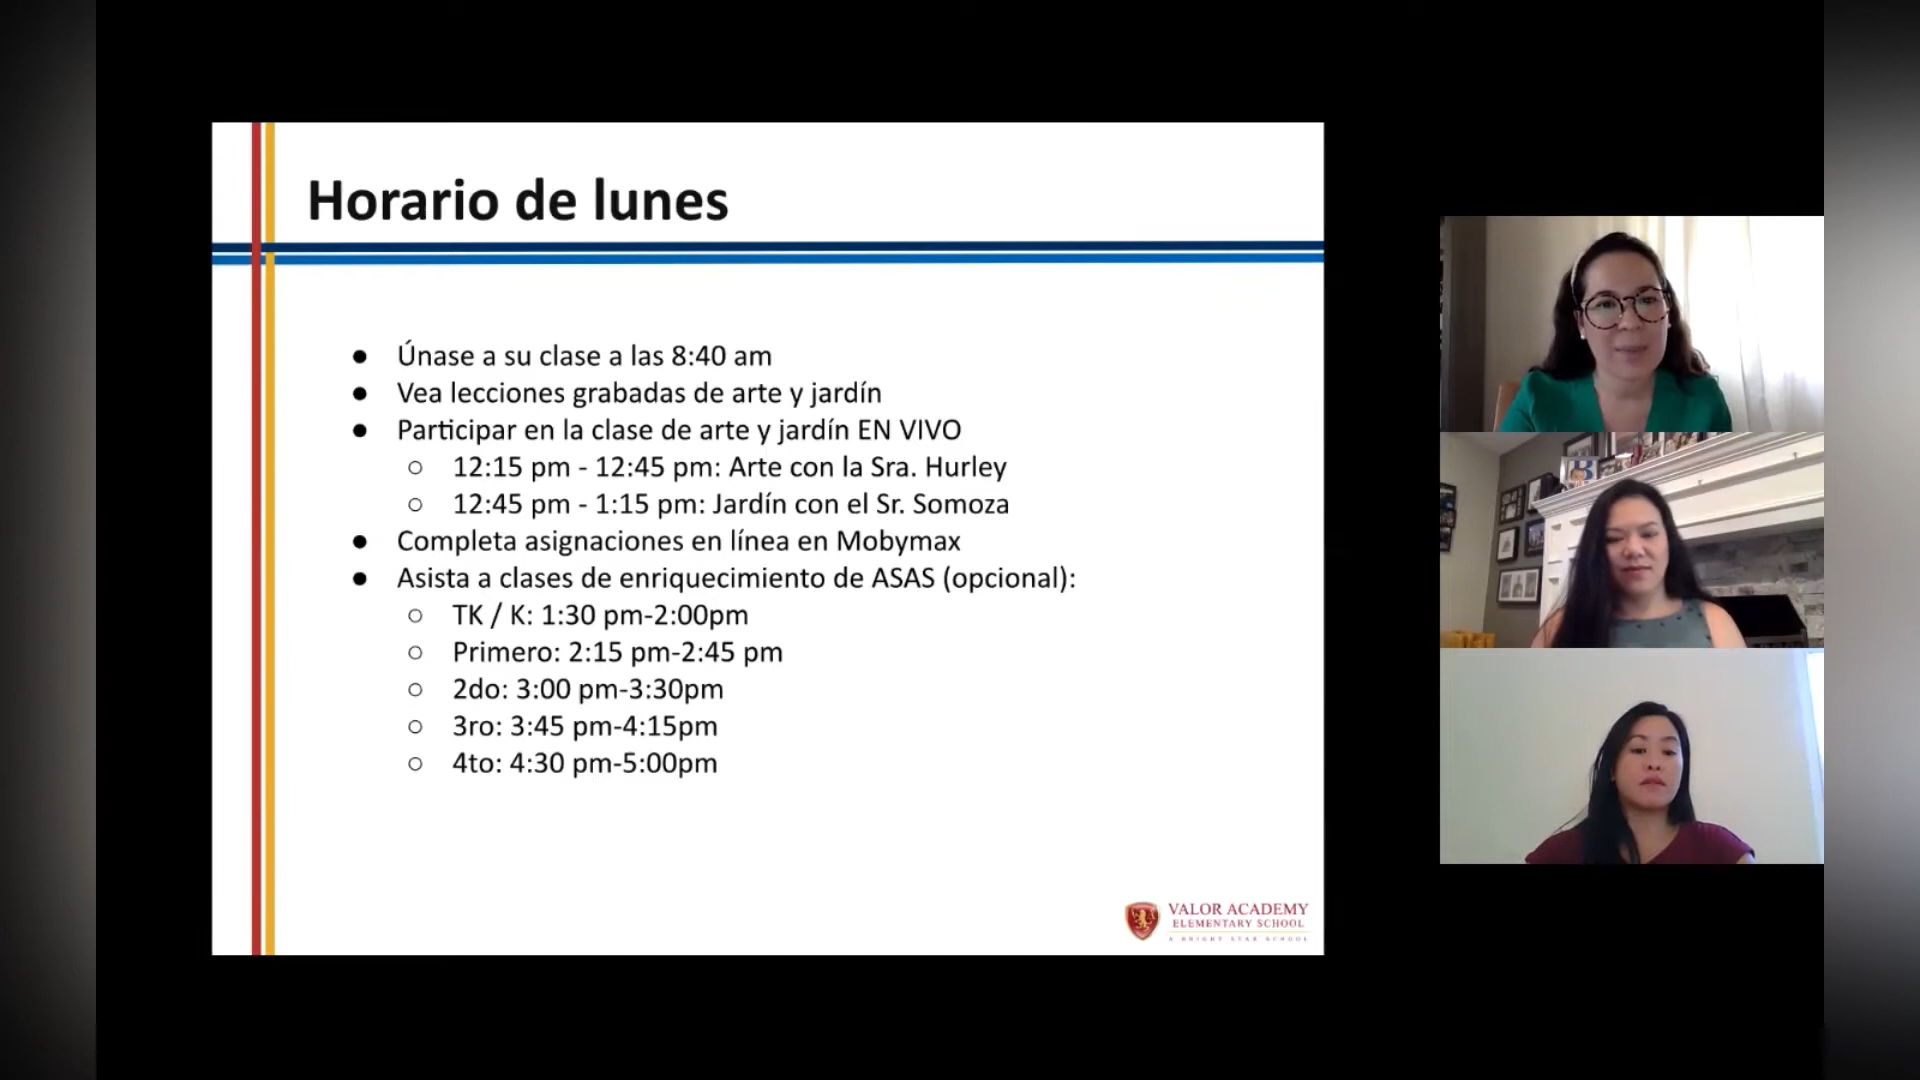 Horario de lunes
● Únase a su clase a las 8:40 am
● Vea lecciones grabadas de arte y jardín
● Participar en la clase de arte y jardín EN VIVO
○ 12:15 pm - 12:45 pm: Arte con la Sra. Hurley
○ 12:45 pm - 1:15 pm: Jardín con el Sr. Somoza
● Completa asignaciones en línea en Mobymax
● Asista a clases de enriquecimiento de ASAS (opcional):
○ TK / K: 1:30 pm-2:00pm
○ Primero: 2:15 pm-2:45 pm
○ 2do: 3:00 pm-3:30pm
○ 3ro: 3:45 pm-4:15pm
○ 4to: 4:30 pm-5:00pm
VALOR ACADEMY
ELEMENTARY SCHOOL
A BRIGHT STAR SCHOOL